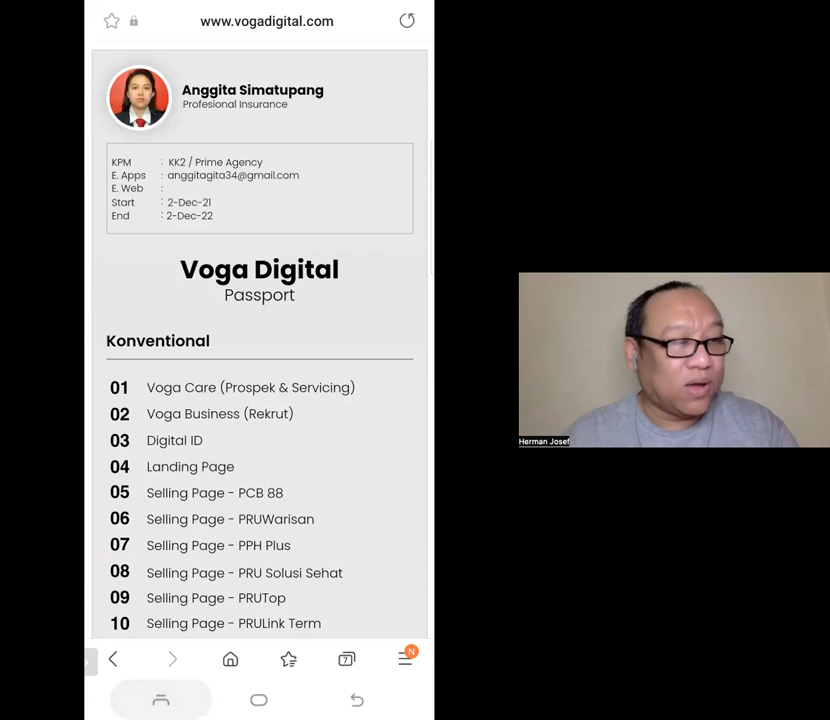 www.vogadigital.com
Anggita Simatupang
Profesional Insurance
KPM : KK2 / Prime Agency
E. Apps : anggitagita34@gmail.com
E. Web :
Start : 2-Dec-21
End : 2-Dec-22
Voga Digital
Passport
Konventional
01 Voga Care (Prospek & Servicing)
02 Voga Business (Rekrut)
03 Digital ID
04 Landing Page
05 Selling Page - PCB 88
06 Selling Page - PRUWarisan
07 Selling Page - PPH Plus
08 Selling Page - PRU Solusi Sehat
09 Selling Page - PRUTop
10 Selling Page - PRULink Term
7
N
Herman Josef